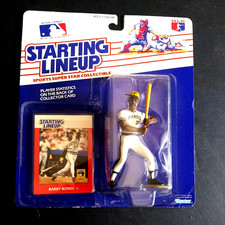 STARTING LINEUP
SPORTS SUPER STAR COLLECTIBLE
PLAYER STATISTICS
ON THE BACK OF
COLLECTOR CARD
STARTING
LINEUP
BARRY BONDS
Kenner